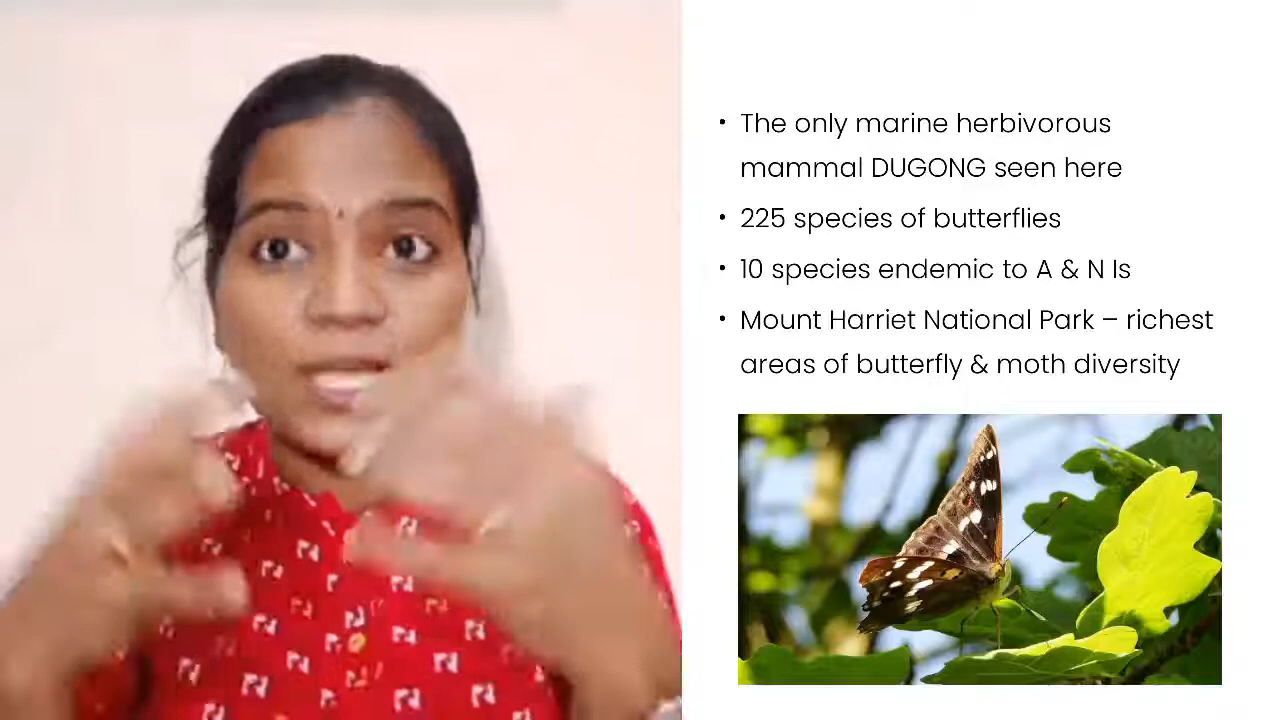 • The only marine herbivorous
mammal DUGONG seen here
• 225 species of butterflies
• 10 species endemic to A & N Is
• Mount Harriet National Park – richest
areas of butterfly & moth diversity